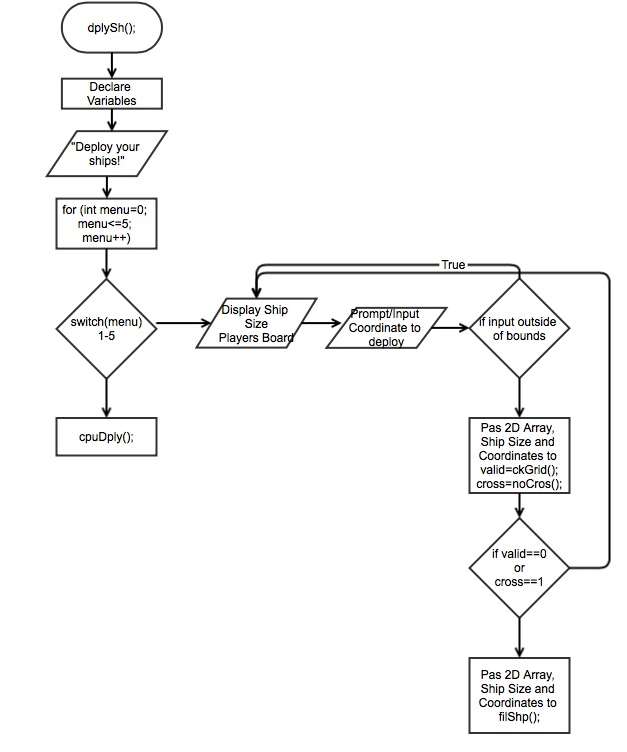 dplySh();
Declare
Variables
"Deploy your
ships!"
for (int menu=0;
menu<=5;
menu++)
switch(menu)
1-5
cpuDply();
Display Ship
Size
Players Board
Prompt/Input
Coordinate to
deploy
True
if input outside
of bounds
Pas 2D Array,
Ship Size and
Coordinates to
valid=ckGrid();
cross=noCros();
if valid==0
or
cross==1
Pas 2D Array,
Ship Size and
Coordinates to
filShp();